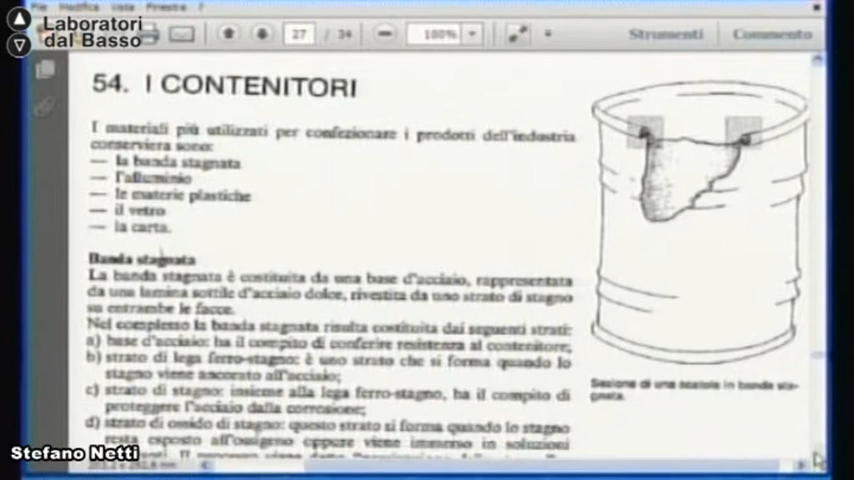 File Modifica Vista Finestra ?
Laboratori
dal Basso
27 / 34
100%
Strumenti
Commento
54. I CONTENITORI
I materiali più utilizzati per confezionare i prodotti dell'industria
conserviera sono:
— la banda stagnata
— l'alluminio
— le materie plastiche
— il vetro
— la carta.
Banda stagnata
La banda stagnata è costituita da una base d'acciaio, rappresentata
da una lamina sottile d'acciaio dolce, rivestita da uno strato di stagno
su entrambe le facce.
Nel complesso la banda stagnata risulta costituita dai seguenti strati:
a) base d'acciaio: ha il compito di conferire resistenza al contenitore;
b) strato di lega ferro-stagno: è uno strato che si forma quando lo
stagno viene ancorato all'acciaio;
c) strato di stagno: insieme alla lega ferro-stagno, ha il compito di
proteggere l'acciaio dalla corrosione;
d) strato di ossido di stagno: questo strato si forma quando lo stagno
resta esposto all'ossigeno oppure viene immerso in soluzioni
Sezione di una scatola in banda sta-
gnata.
Stefano Netti